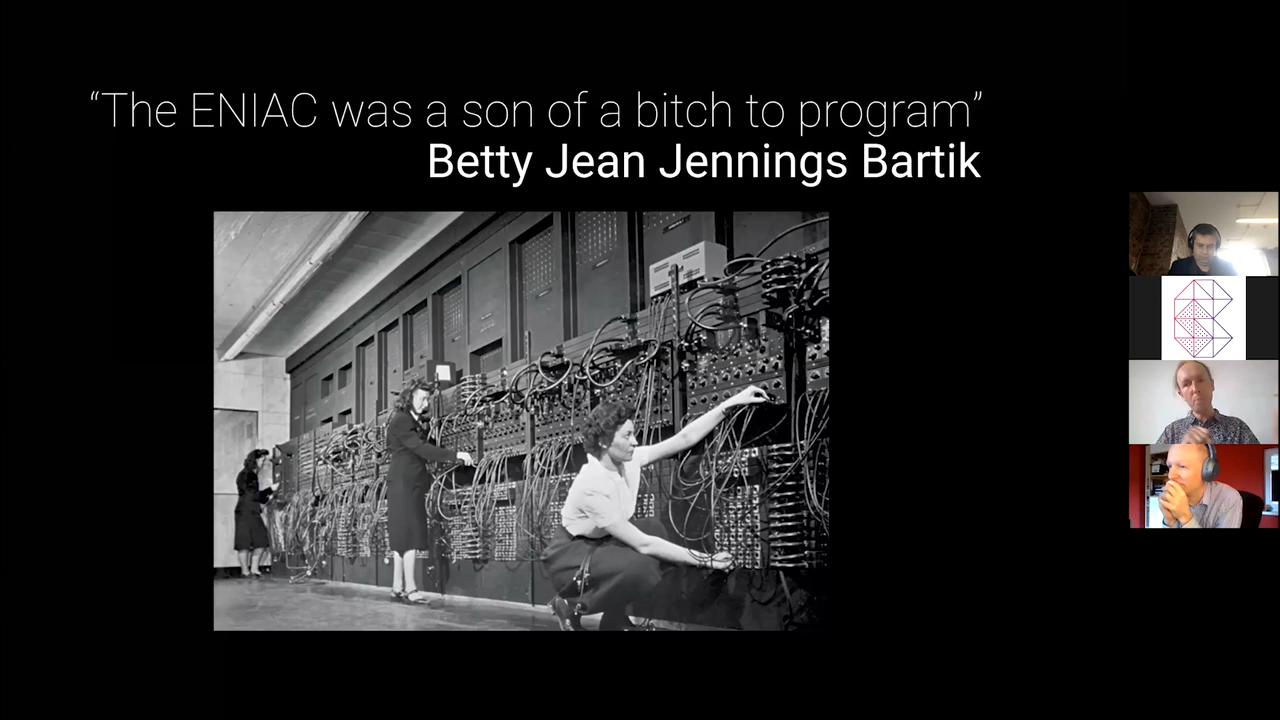 “The ENIAC was a son of a bitch to program”
Betty Jean Jennings Bartik